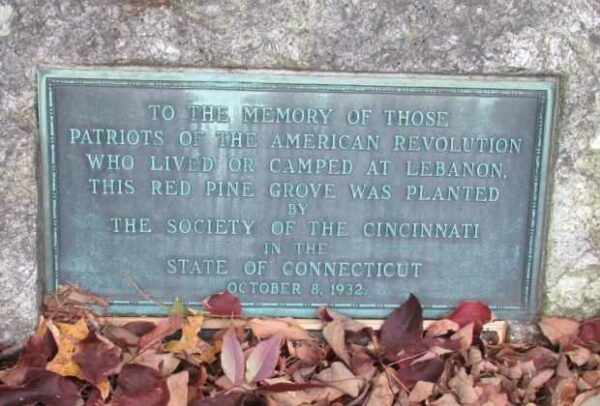 TO THE MEMORY OF THOSE
PATRIOTS OF THE AMERICAN REVOLUTION
WHO LIVED OR CAMPED AT LEBANON,
THIS RED PINE GROVE WAS PLANTED
BY
THE SOCIETY OF THE CINCINNATI
IN THE
STATE OF CONNECTICUT
OCTOBER 8, 1932.